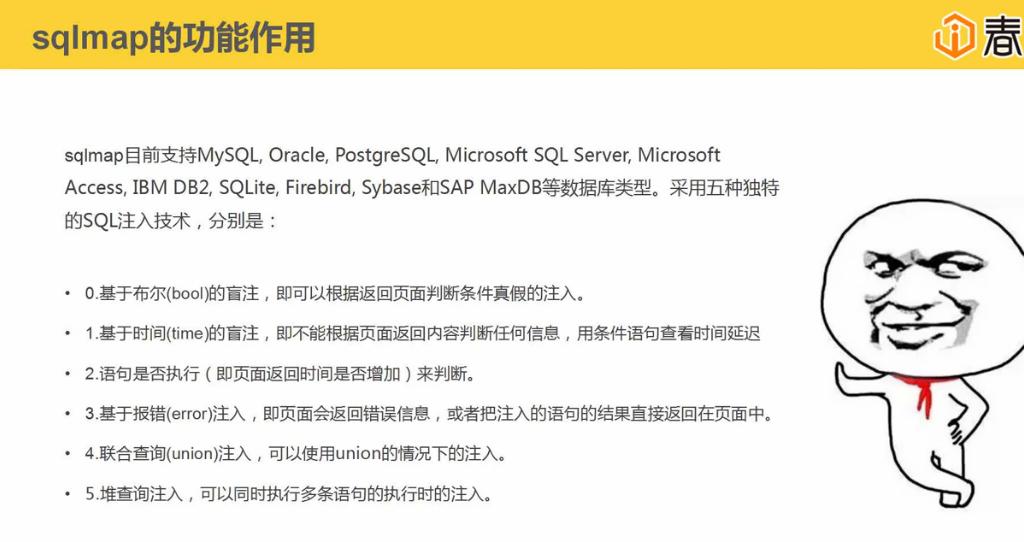 sqlmap的功能作用
春
sqlmap目前支持MySQL, Oracle, PostgreSQL, Microsoft SQL Server, Microsoft
Access, IBM DB2, SQLite, Firebird, Sybase和SAP MaxDB等数据库类型。采用五种独特
的SQL注入技术，分别是：
• 0.基于布尔(bool)的盲注，即可以根据返回页面判断条件真假的注入。
• 1.基于时间(time)的盲注，即不能根据页面返回内容判断任何信息，用条件语句查看时间延迟
• 2.语句是否执行（即页面返回时间是否增加）来判断。
• 3.基于报错(error)注入，即页面会返回错误信息，或者把注入的语句的结果直接返回在页面中。
• 4.联合查询(union)注入，可以使用union的情况下的注入。
• 5.堆查询注入，可以同时执行多条语句的执行时的注入。